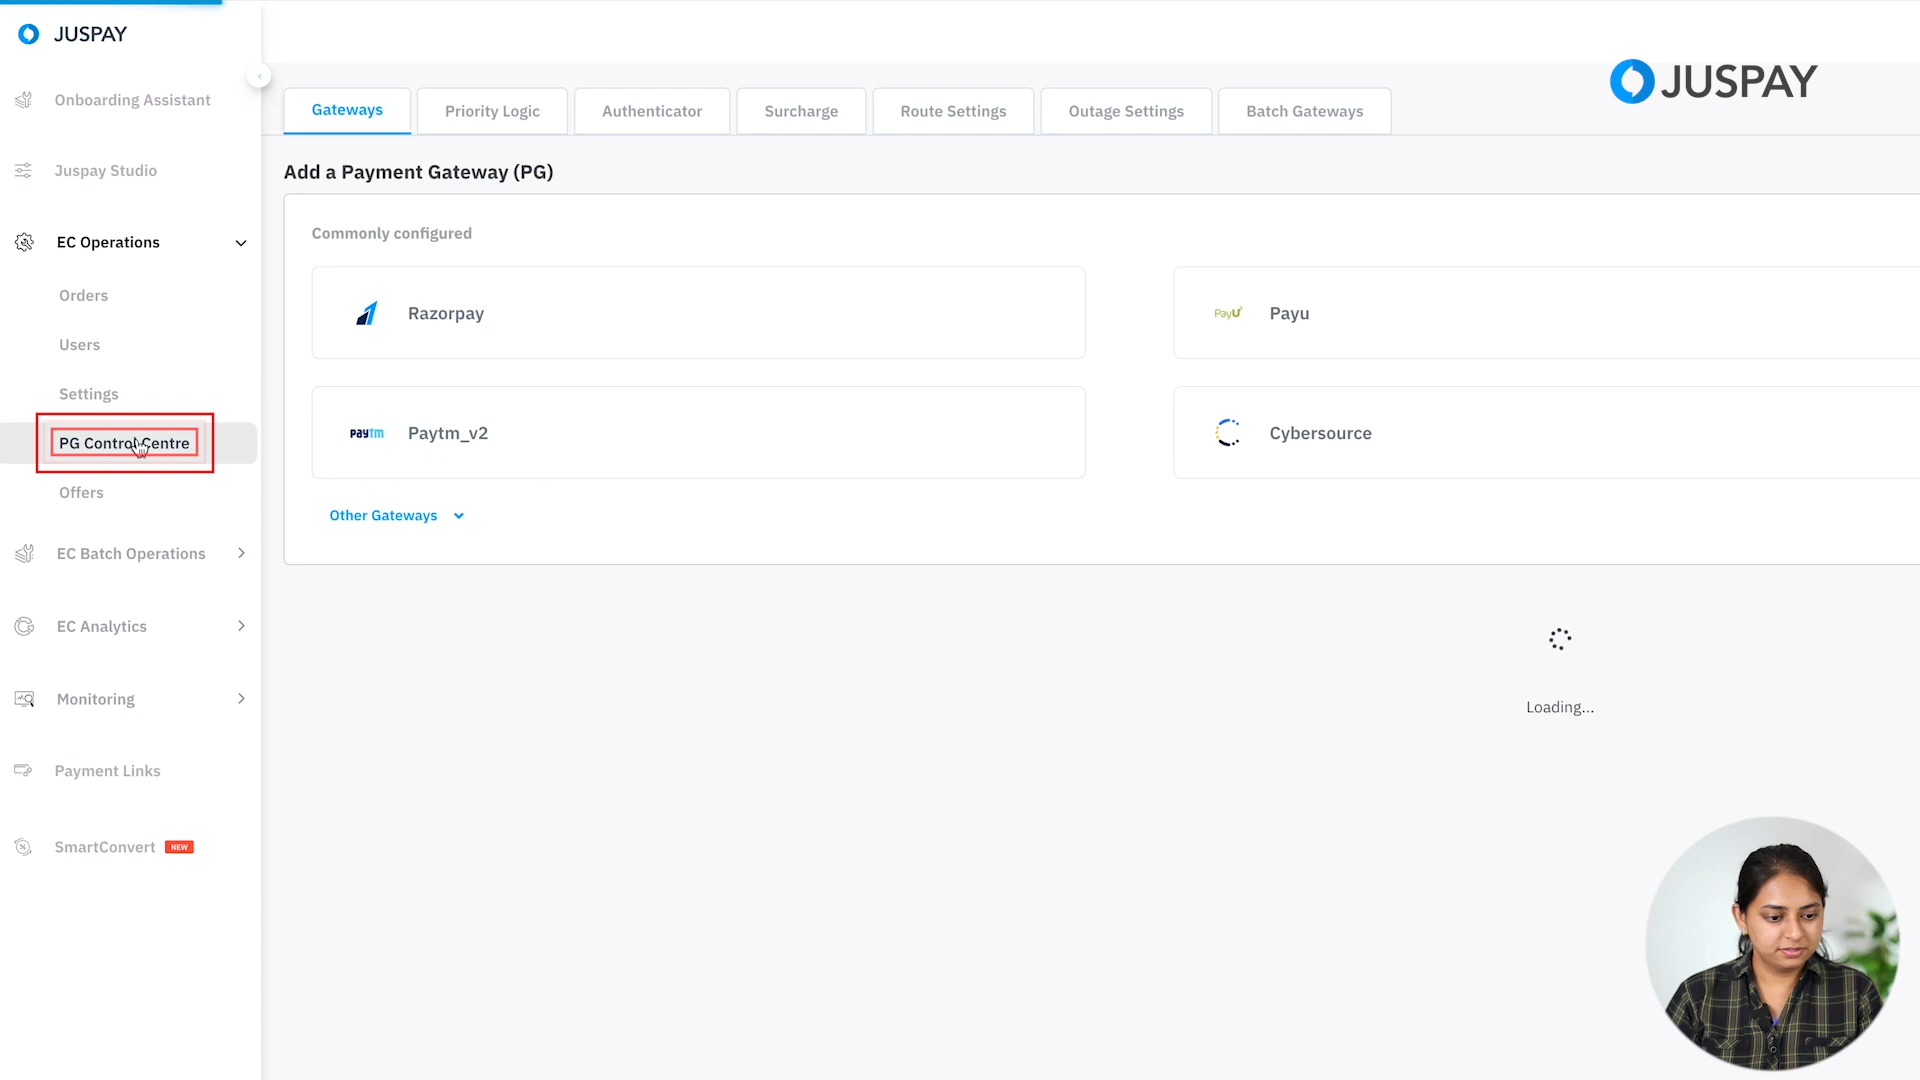 JUSPAY
Onboarding Assistant
Juspay Studio
EC Operations
Orders
Users
Settings
PG Control Centre
Offers
EC Batch Operations
EC Analytics
Monitoring
Payment Links
SmartConvert NEW
JUSPAY
Gateways Priority Logic Authenticator Surcharge Route Settings Outage Settings Batch Gateways
Add a Payment Gateway (PG)
Commonly configured
Razorpay
PayU Payu
paytm Paytm_v2
Cybersource
Other Gateways
Loading...